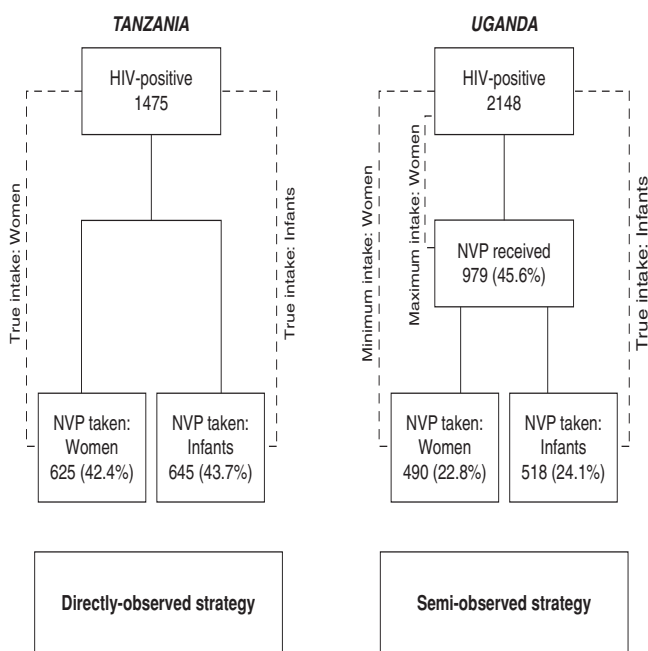 TANZANIA
HIV-positive
1475
True intake: Women
True intake: Infants
NVP taken:
Women
625 (42.4%)
NVP taken:
Infants
645 (43.7%)
Directly-observed strategy
UGANDA
HIV-positive
2148
Minimum intake: Women
Maximum intake: Women
True intake: Infants
NVP received
979 (45.6%)
NVP taken:
Women
490 (22.8%)
NVP taken:
Infants
518 (24.1%)
Semi-observed strategy